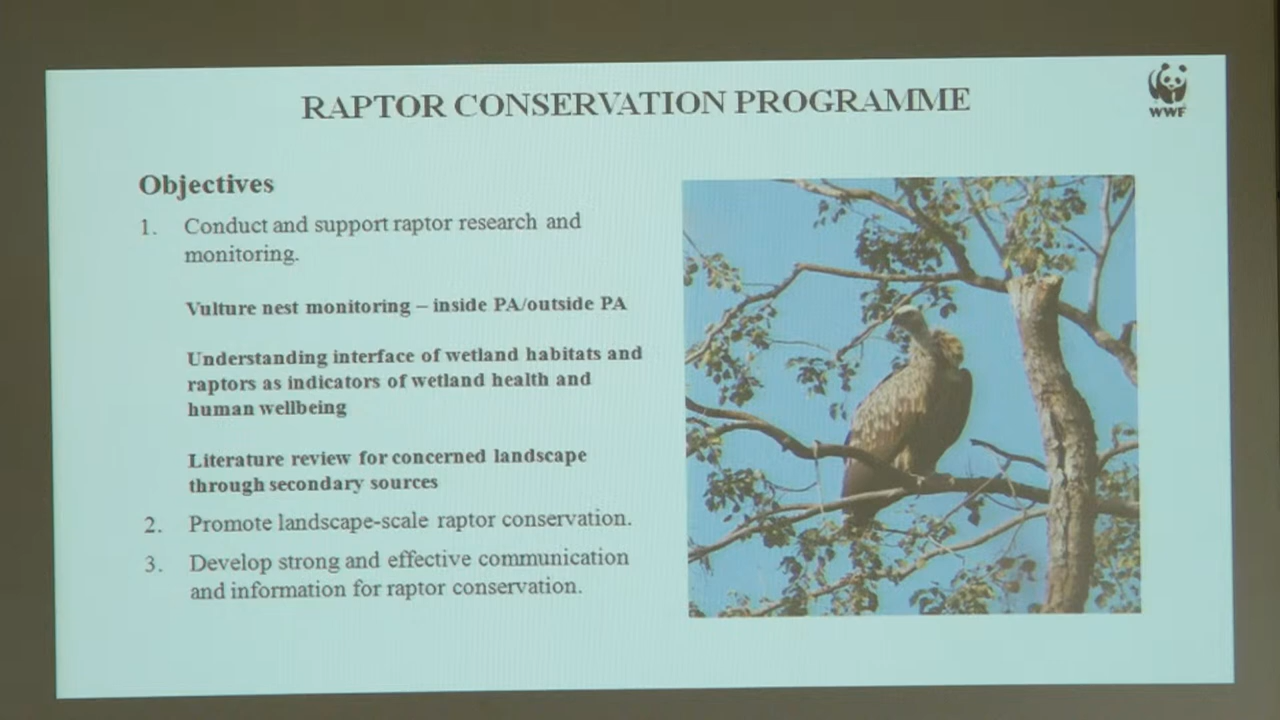 RAPTOR CONSERVATION PROGRAMME
WWF
Objectives
1. Conduct and support raptor research and
monitoring.
Vulture nest monitoring – inside PA/outside PA
Understanding interface of wetland habitats and
raptors as indicators of wetland health and
human wellbeing
Literature review for concerned landscape
through secondary sources
2. Promote landscape-scale raptor conservation.
3. Develop strong and effective communication
and information for raptor conservation.